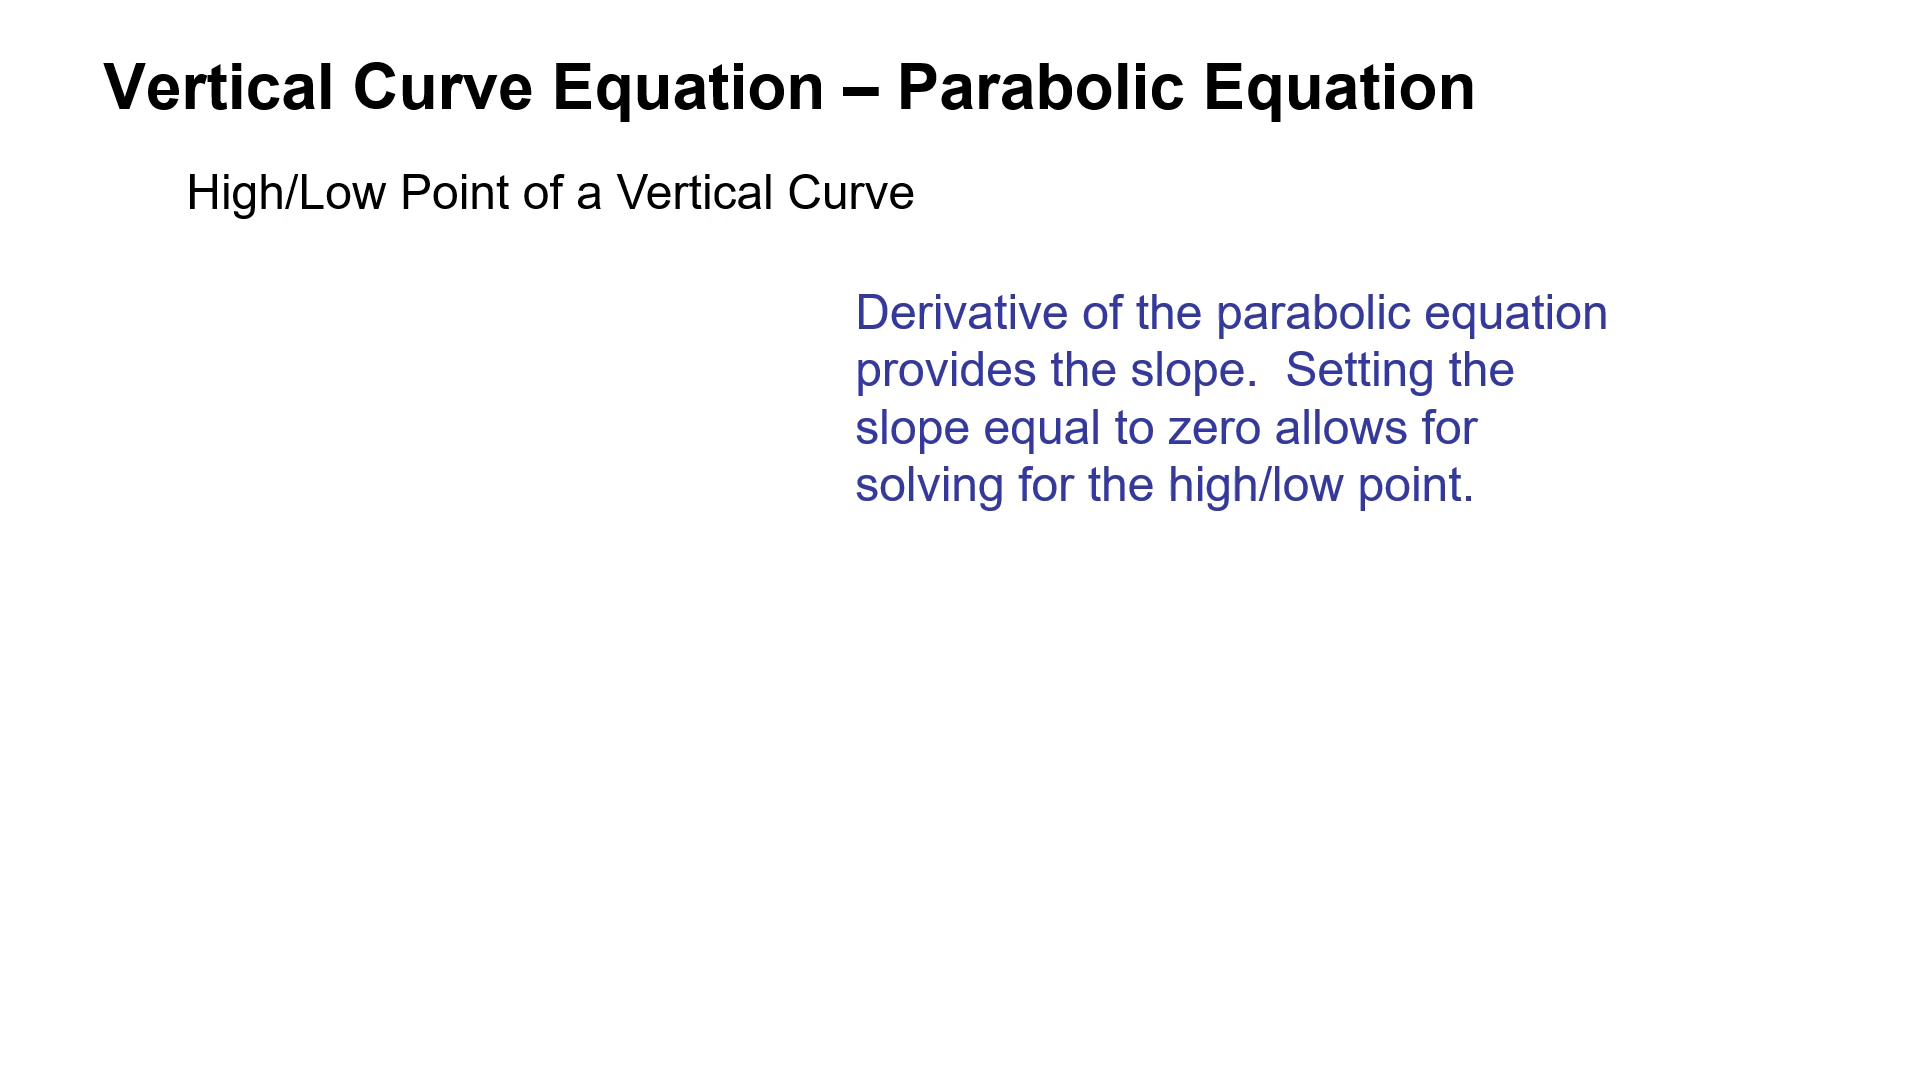 Vertical Curve Equation – Parabolic Equation
High/Low Point of a Vertical Curve
Derivative of the parabolic equation
provides the slope.  Setting the
slope equal to zero allows for
solving for the high/low point.